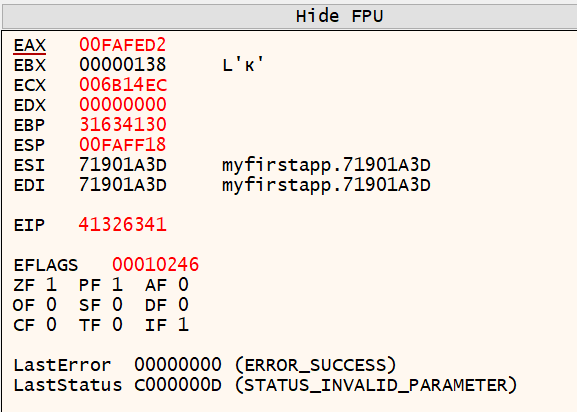 Hide FPU
EAX 00FAFED2
EBX 00000138 L'ĸ'
ECX 006B14EC
EDX 00000000
EBP 31634130
ESP 00FAFF18
ESI 71901A3D myfirstapp.71901A3D
EDI 71901A3D myfirstapp.71901A3D
EIP 41326341
EFLAGS 00010246
ZF 1 PF 1 AF 0
OF 0 SF 0 DF 0
CF 0 TF 0 IF 1
LastError 00000000 (ERROR_SUCCESS)
LastStatus C000000D (STATUS_INVALID_PARAMETER)